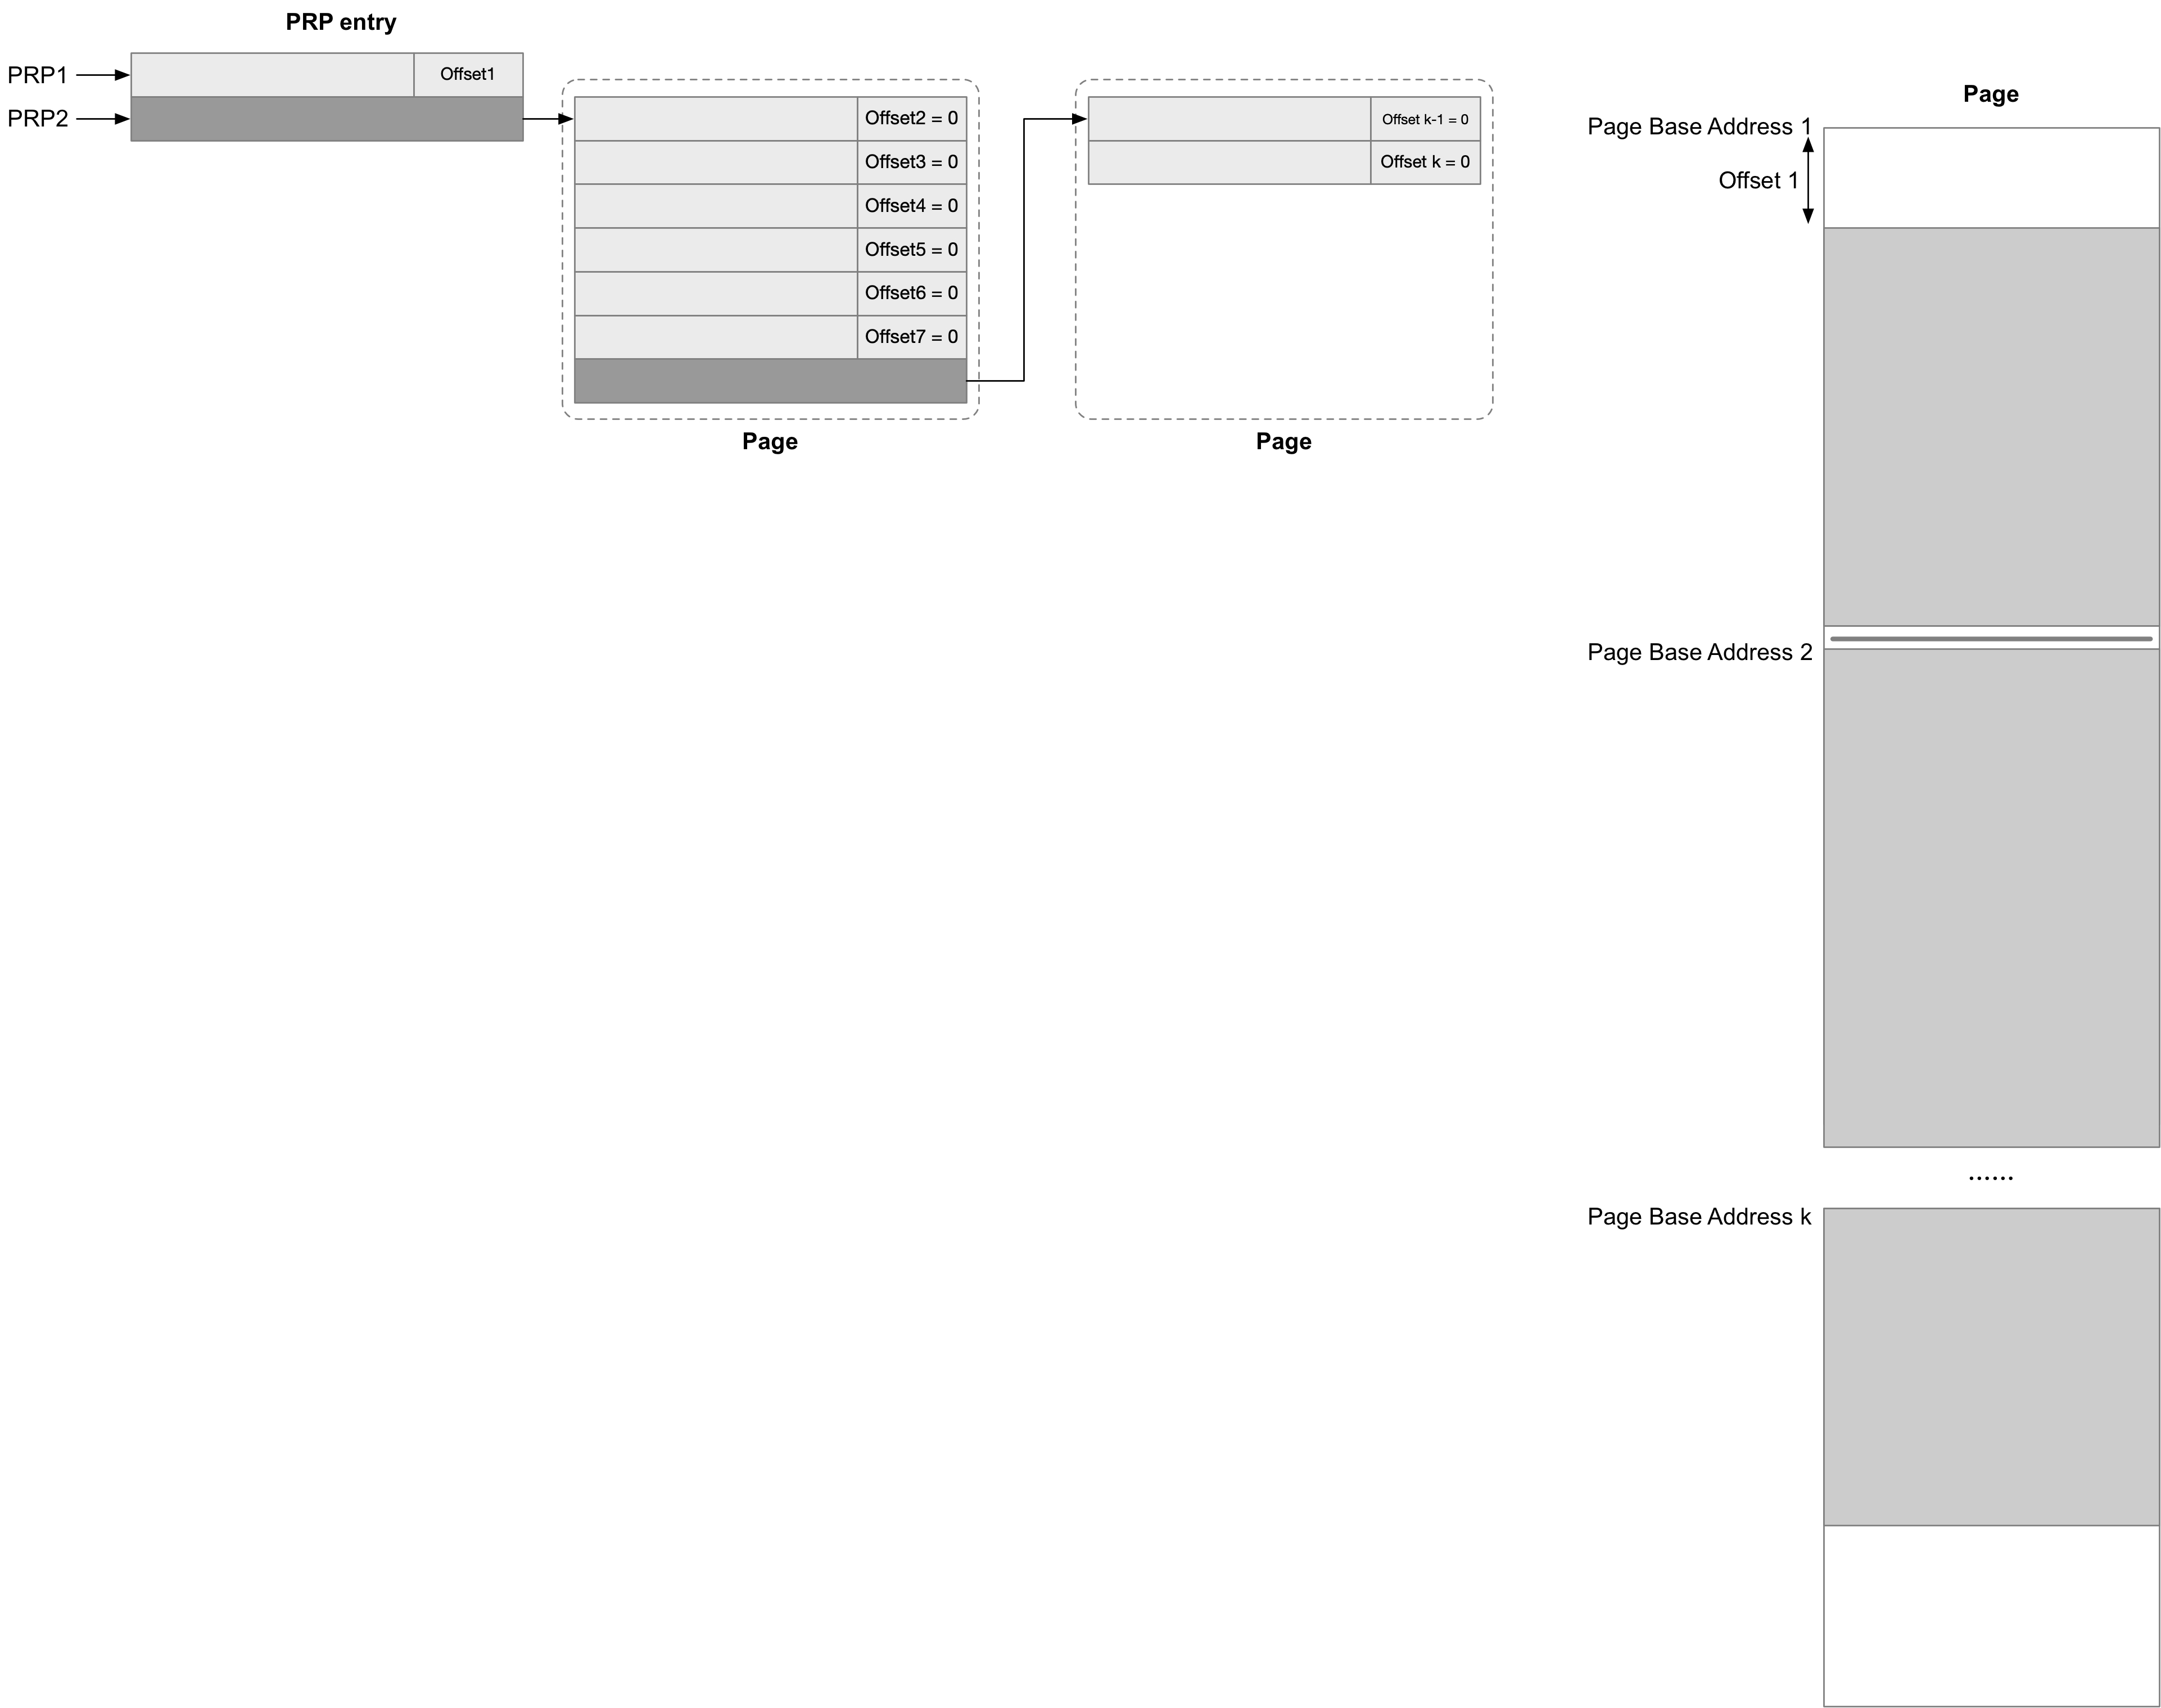 PRP entry
PRP1
Offset1
PRP2
Offset2 = 0
Offset3 = 0
Offset4 = 0
Offset5 = 0
Offset6 = 0
Offset7 = 0
Page
Offset k-1 = 0
Offset k = 0
Page
Page
Page Base Address 1
Offset 1
Page Base Address 2
......
Page Base Address k